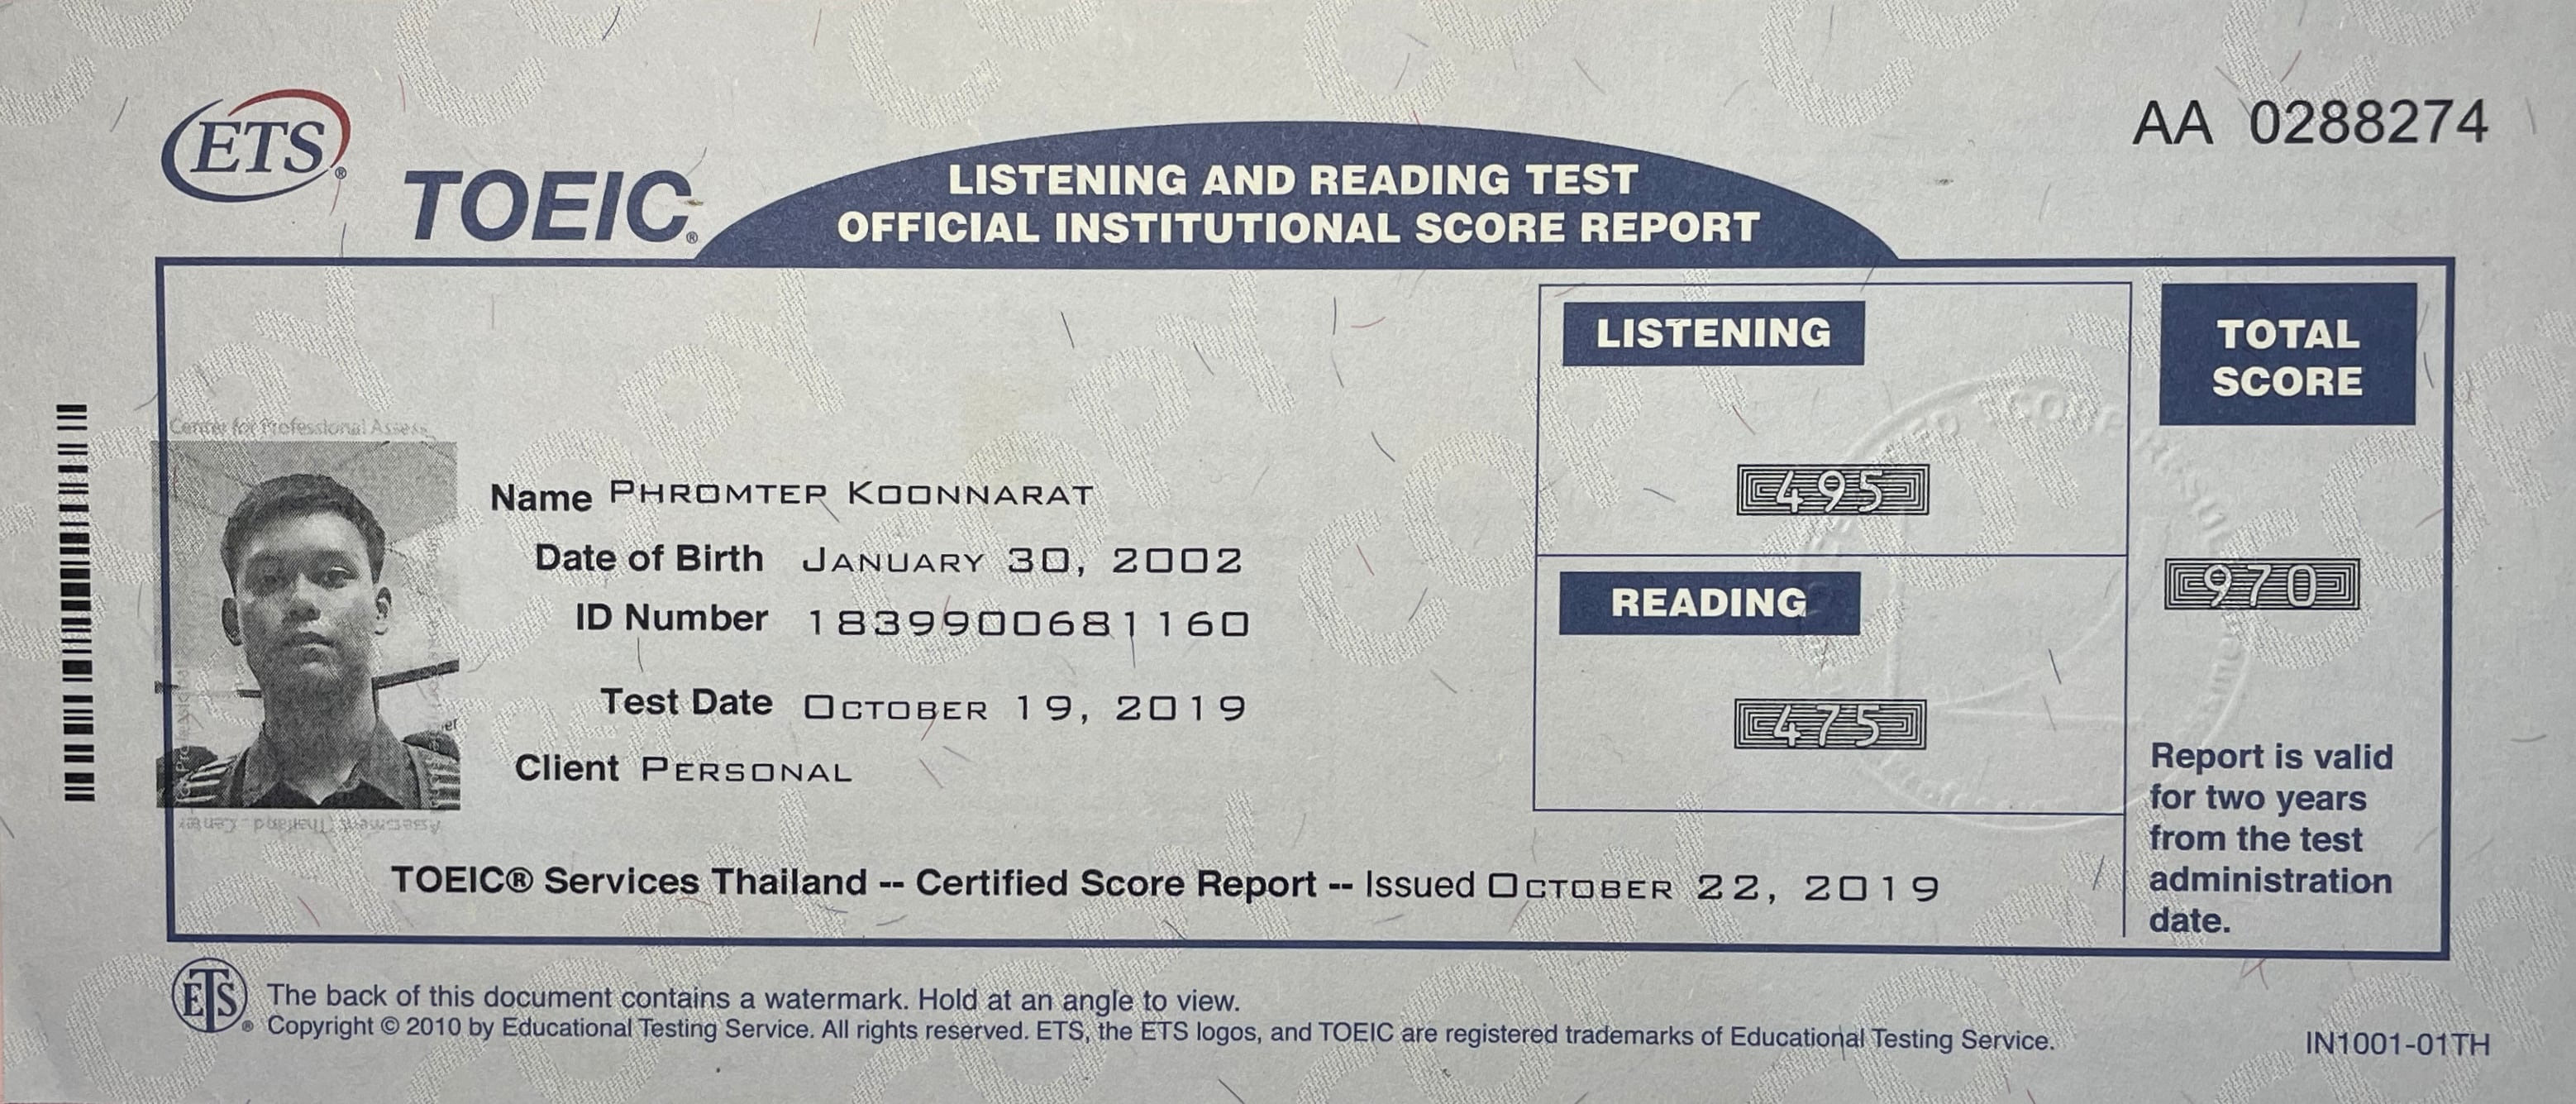 ETS®
TOEIC®
LISTENING AND READING TEST
OFFICIAL INSTITUTIONAL SCORE REPORT
AA 0288274
LISTENING
495
READING
475
TOTAL
SCORE
970
Center for Professional Assess
Name PHROMTEP KOONNARAT
Date of Birth JANUARY 30, 2002
ID Number 1839900681160
Test Date OCTOBER 19, 2019
Client PERSONAL
Assessment (Thailand) - Center
TOEIC® Services Thailand -- Certified Score Report -- Issued OCTOBER 22, 2019
Report is valid
for two years
from the test
administration
date.
ETS®
The back of this document contains a watermark. Hold at an angle to view.
Copyright © 2010 by Educational Testing Service. All rights reserved. ETS, the ETS logos, and TOEIC are registered trademarks of Educational Testing Service.
IN1001-01TH
COPY